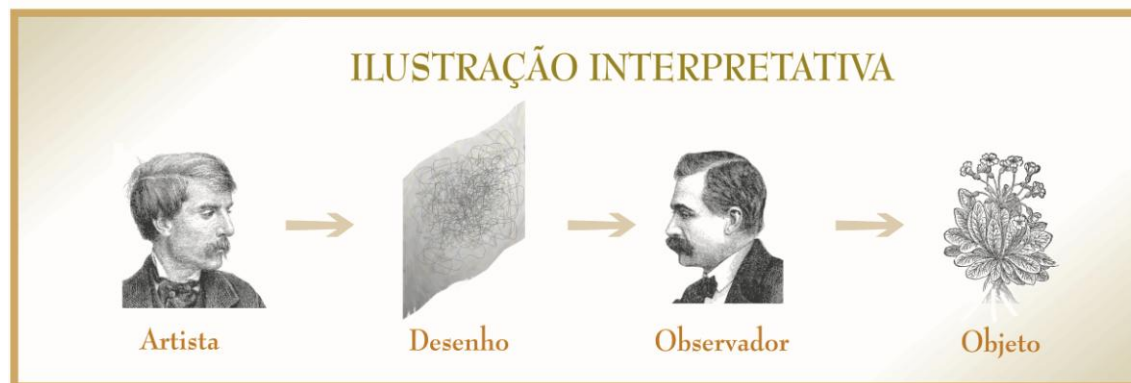 ILUSTRAÇÃO INTERPRETATIVA
Artista
Desenho
Observador
Objeto